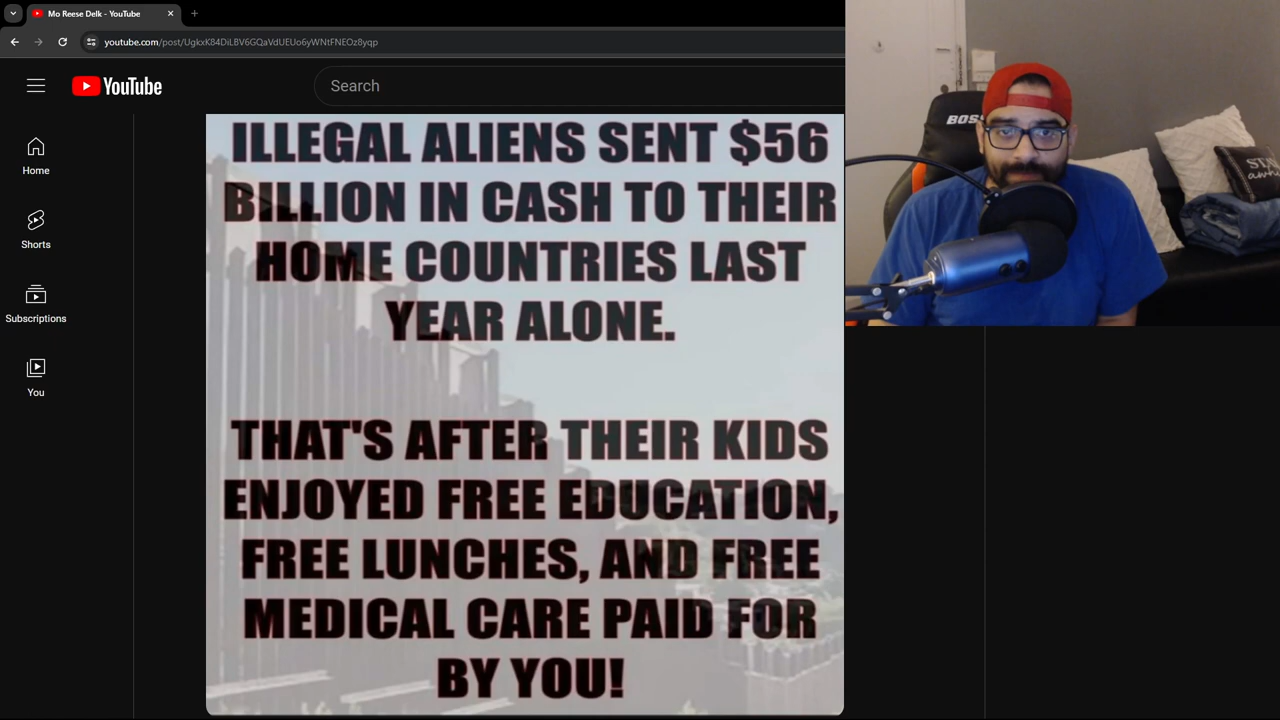 Mo Reese Delk - YouTube
youtube.com/post/UgkxK84DiLBV6GQaVdUEUo6yWNtFNEOz8yqp
YouTube
Search
Home
Shorts
Subscriptions
You
ILLEGAL ALIENS SENT $56
BILLION IN CASH TO THEIR
HOME COUNTRIES LAST
YEAR ALONE.
THAT'S AFTER THEIR KIDS
ENJOYED FREE EDUCATION,
FREE LUNCHES, AND FREE
MEDICAL CARE PAID FOR
BY YOU!
BOSS